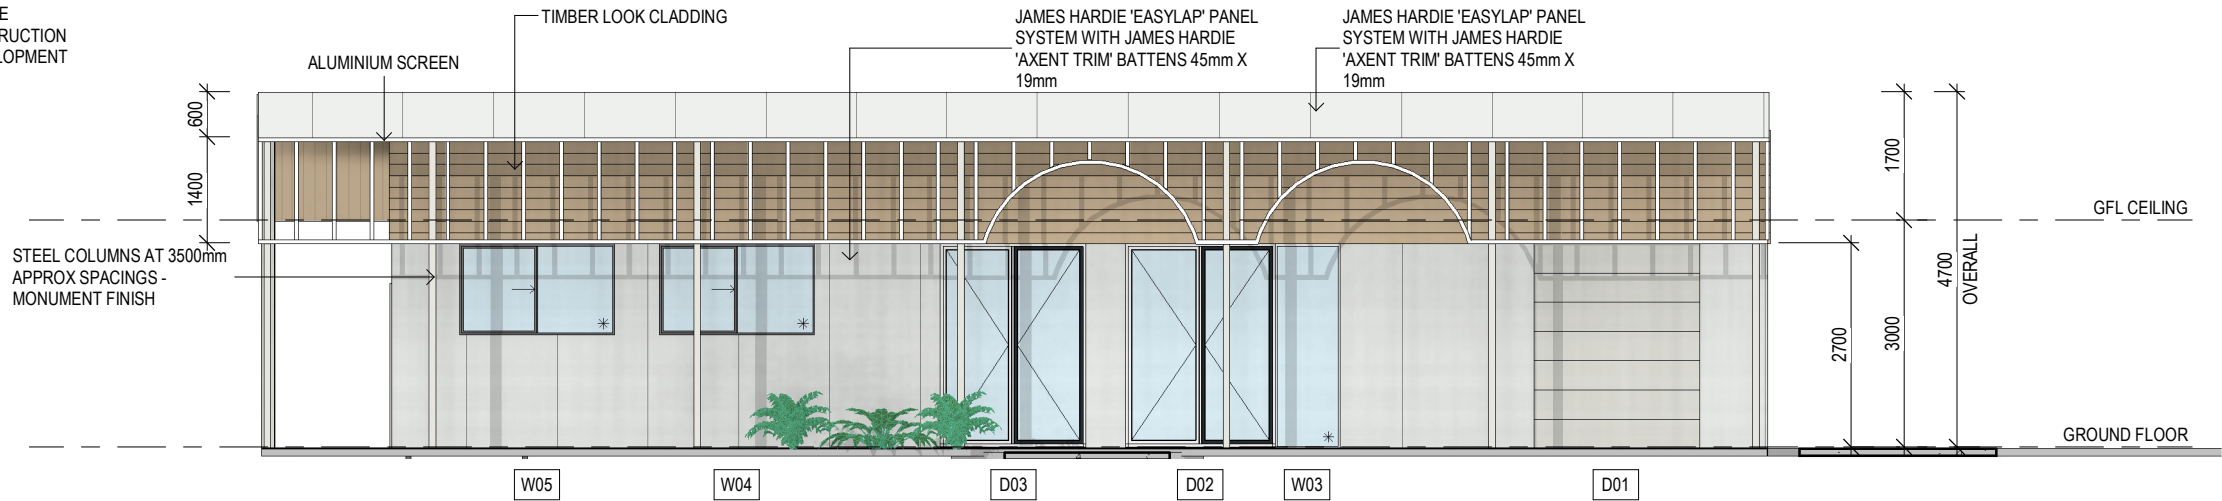 RUCTION
LOPMENT
TIMBER LOOK CLADDING
ALUMINIUM SCREEN
JAMES HARDIE 'EASYLAP' PANEL
SYSTEM WITH JAMES HARDIE
'AXENT TRIM' BATTENS 45mm X
19mm
JAMES HARDIE 'EASYLAP' PANEL
SYSTEM WITH JAMES HARDIE
'AXENT TRIM' BATTENS 45mm X
19mm
600
1400
STEEL COLUMNS AT 3500mm
APPROX SPACINGS -
MONUMENT FINISH
1700
GFL CEILING
2700
3000
4700
OVERALL
GROUND FLOOR
W05
W04
D03
D02
W03
D01